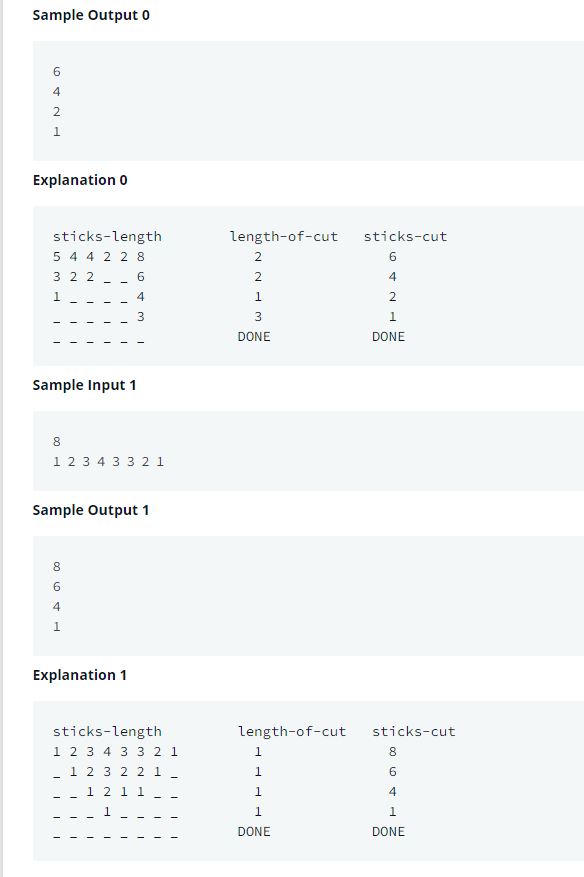 Sample Output 0
6
4
2
1
Explanation 0
sticks-length length-of-cut sticks-cut
5 4 4 2 2 8 2 6
3 2 2 _ _ 6 2 4
1 _ _ _ _ 4 1 2
_ _ _ _ _ 3 3 1
_ _ _ _ _ _ DONE DONE
Sample Input 1
8
1 2 3 4 3 3 2 1
Sample Output 1
8
6
4
1
Explanation 1
sticks-length length-of-cut sticks-cut
1 2 3 4 3 3 2 1 1 8
_ 1 2 3 2 2 1 _ 1 6
_ _ 1 2 1 1 _ _ 1 4
_ _ _ 1 _ _ _ _ 1 1
_ _ _ _ _ _ _ _ DONE DONE